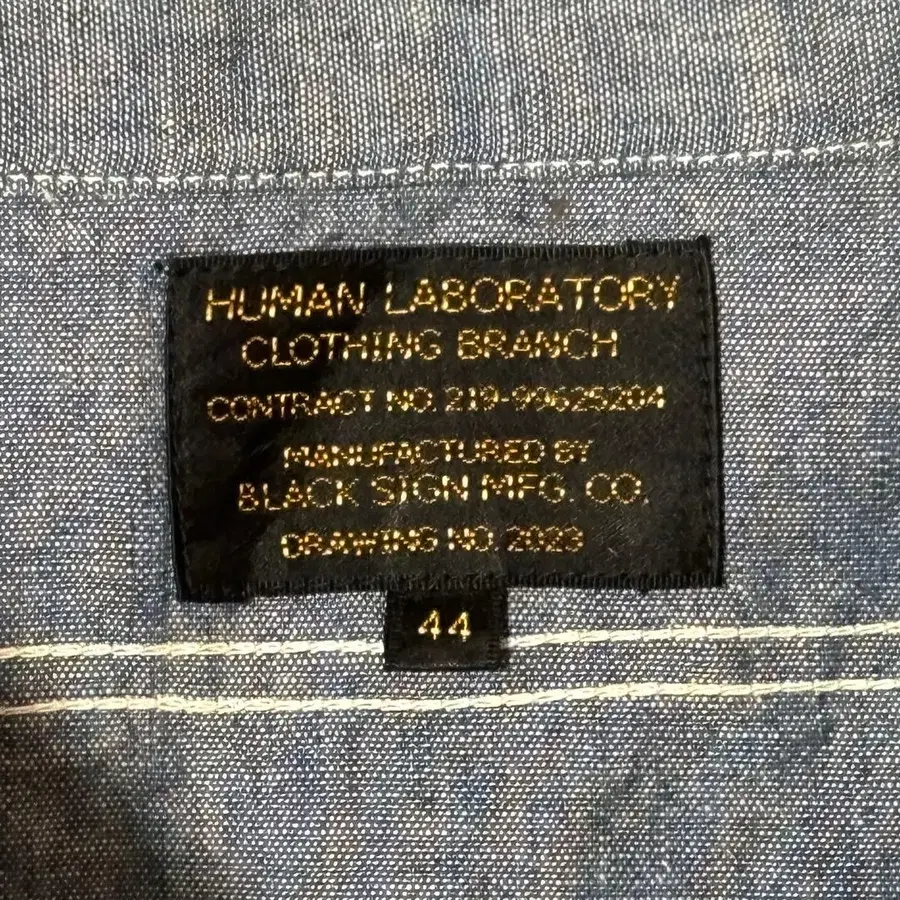 HUMAN LABORATORY
CLOTHING BRANCH
CONTRACT NO. 219-99625204
MANUFACTURED BY
BLACK SIGN MFG. CO.
DRAWING NO. 2023
44